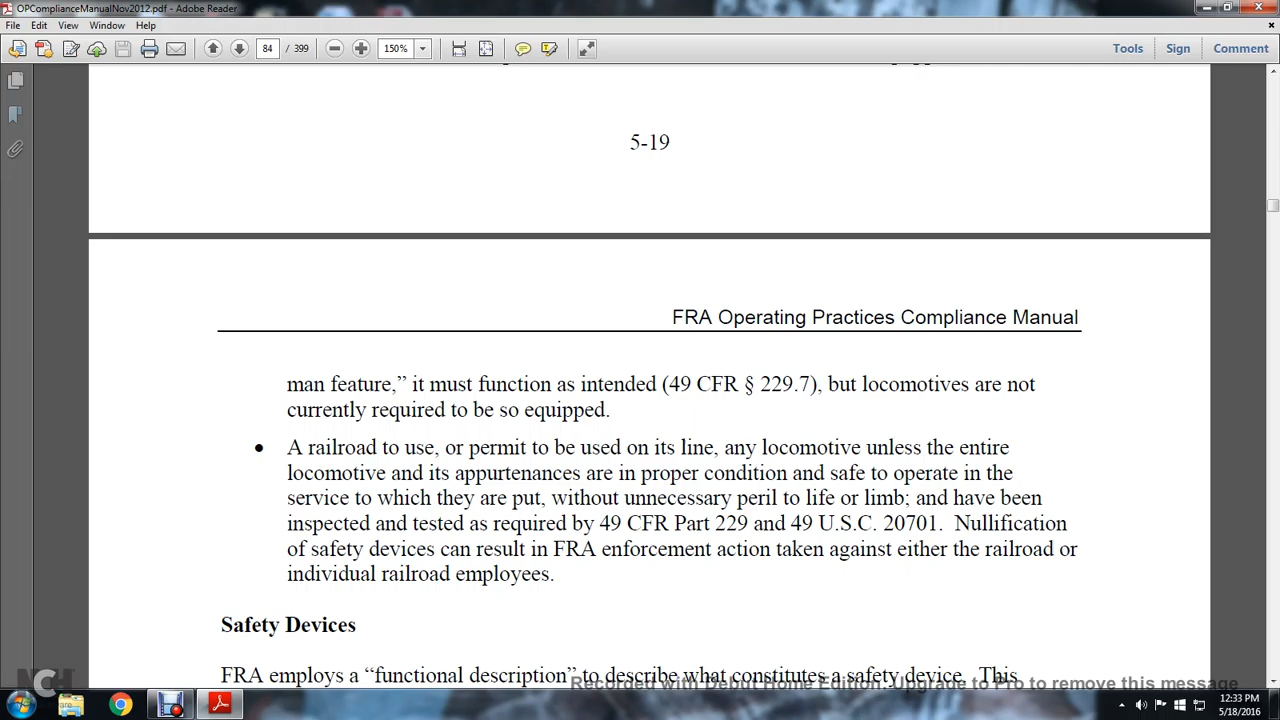 OPComplianceManualNov2012.pdf - Adobe Reader
File Edit View Window Help
84 / 399 150% Tools Sign Comment
5-19
FRA Operating Practices Compliance Manual
man feature,” it must function as intended (49 CFR § 229.7), but locomotives are not
currently required to be so equipped.
• A railroad to use, or permit to be used on its line, any locomotive unless the entire
locomotive and its appurtenances are in proper condition and safe to operate in the
service to which they are put, without unnecessary peril to life or limb; and have been
inspected and tested as required by 49 CFR Part 229 and 49 U.S.C. 20701. Nullification
of safety devices can result in FRA enforcement action taken against either the railroad or
individual railroad employees.
Safety Devices
FRA employs a “functional description” to describe what constitutes a safety device. This
Recorded with Debut Home Edition. Upgrade to Pro to remove this message
NCH
12:33 PM
5/18/2016